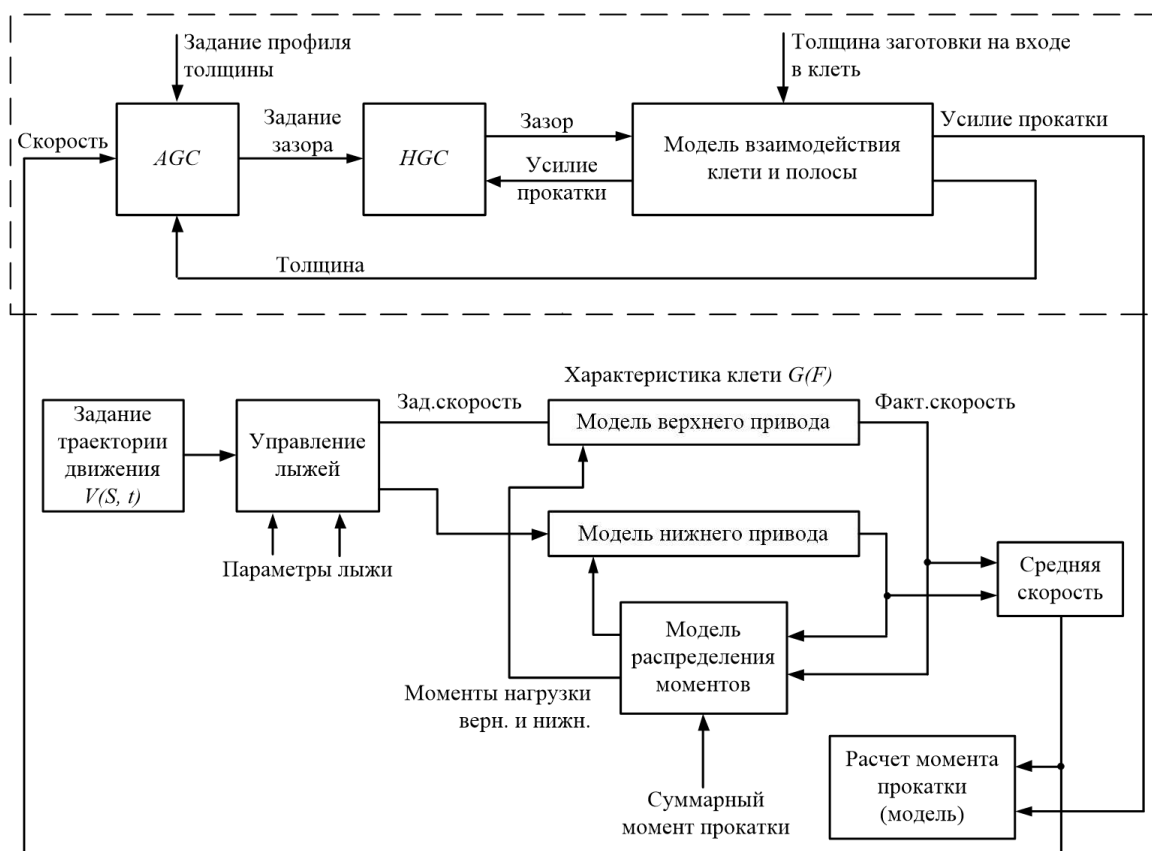 Задание профиля
толщины
Толщина заготовки на входе
в клеть
Скорость
AGC
Задание
зазора
HGC
Зазор
Усилие
прокатки
Модель взаимодействия
клети и полосы
Усилие прокатки
Толщина
Характеристика клети G(F)
Задание
траектории
движения
V(S, t)
Управление
лыжей
Зад.скорость
Модель верхнего привода
Факт.скорость
Модель нижнего привода
Параметры лыжи
Средняя
скорость
Модель
распределения
моментов
Моменты нагрузки
верн. и нижн.
Суммарный
момент прокатки
Расчет момента
прокатки
(модель)